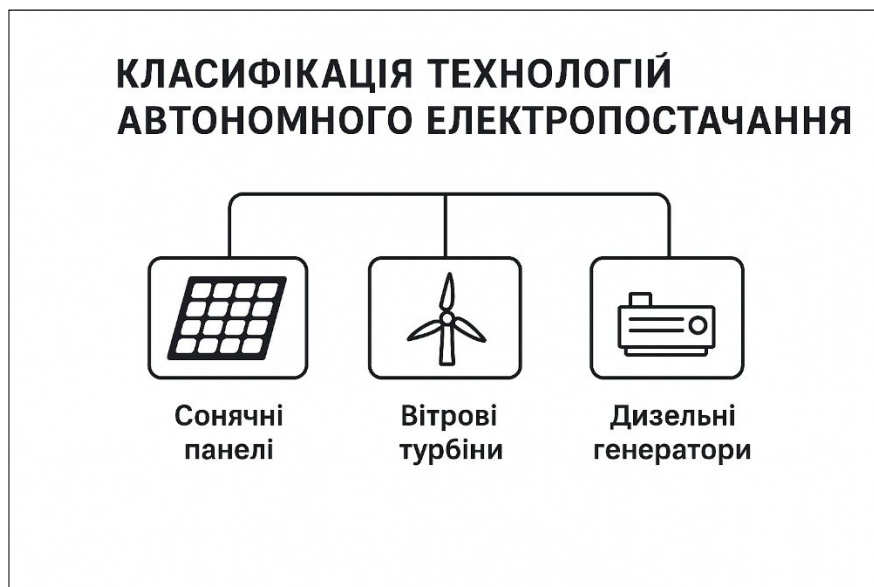 КЛАСИФІКАЦІЯ ТЕХНОЛОГІЙ
АВТОНОМНОГО ЕЛЕКТРОПОСТАЧАННЯ
Сонячні
панелі
Вітрові
турбіни
Дизельні
генератори